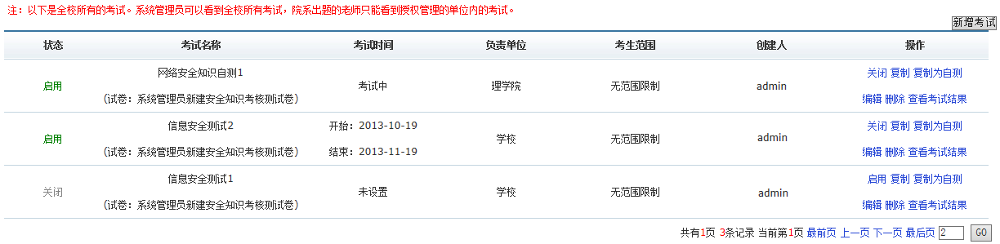 注：以下是全校所有的考试。系统管理员可以看到全校所有考试，院系出题的老师只能看到授权管理的单位内的考试。
新增考试
状态 考试名称 考试时间 负责单位 考生范围 创建人 操作
网络安全知识自测1 关闭 复制 复制为自测
启用 考试中 理学院 无范围限制 admin
（试卷：系统管理员新建安全知识考核测试卷） 编辑 删除 查看考试结果
信息安全测试2 开始：2013-10-19 关闭 复制 复制为自测
启用 学校 无范围限制 admin
（试卷：系统管理员新建安全知识考核测试卷） 结束：2013-11-19 编辑 删除 查看考试结果
信息安全测试1 启用 复制 复制为自测
关闭 未设置 学校 无范围限制 admin
（试卷：系统管理员新建安全知识考核测试卷） 编辑 删除 查看考试结果
共有1页 3条记录 当前第1页 最前页 上一页 下一页 最后页 2 GO